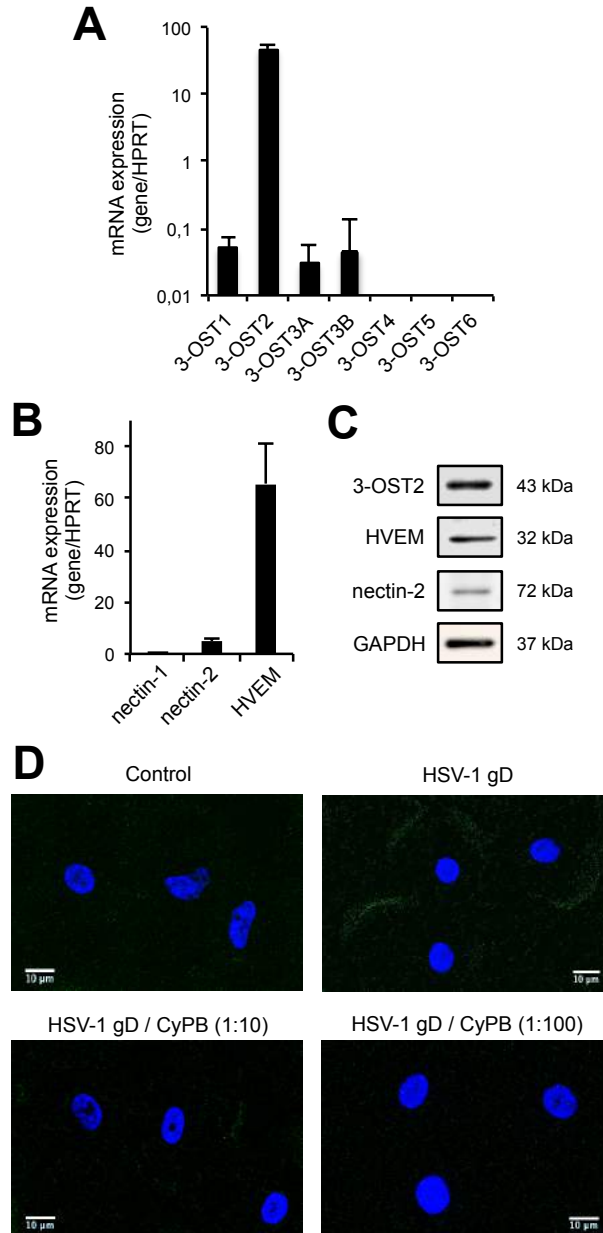 A
mRNA expression
(gene/HPRT)
100
10
1
0,1
0,01
3-OST1
3-OST2
3-OST3A
3-OST3B
3-OST4
3-OST5
3-OST6
B
mRNA expression
(gene/HPRT)
80
60
40
20
0
nectin-1
nectin-2
HVEM
C
3-OST2 43 kDa
HVEM 32 kDa
nectin-2 72 kDa
GAPDH 37 kDa
D
Control
10 µm
HSV-1 gD
10 µm
HSV-1 gD / CyPB (1:10)
10 µm
HSV-1 gD / CyPB (1:100)
10 µm